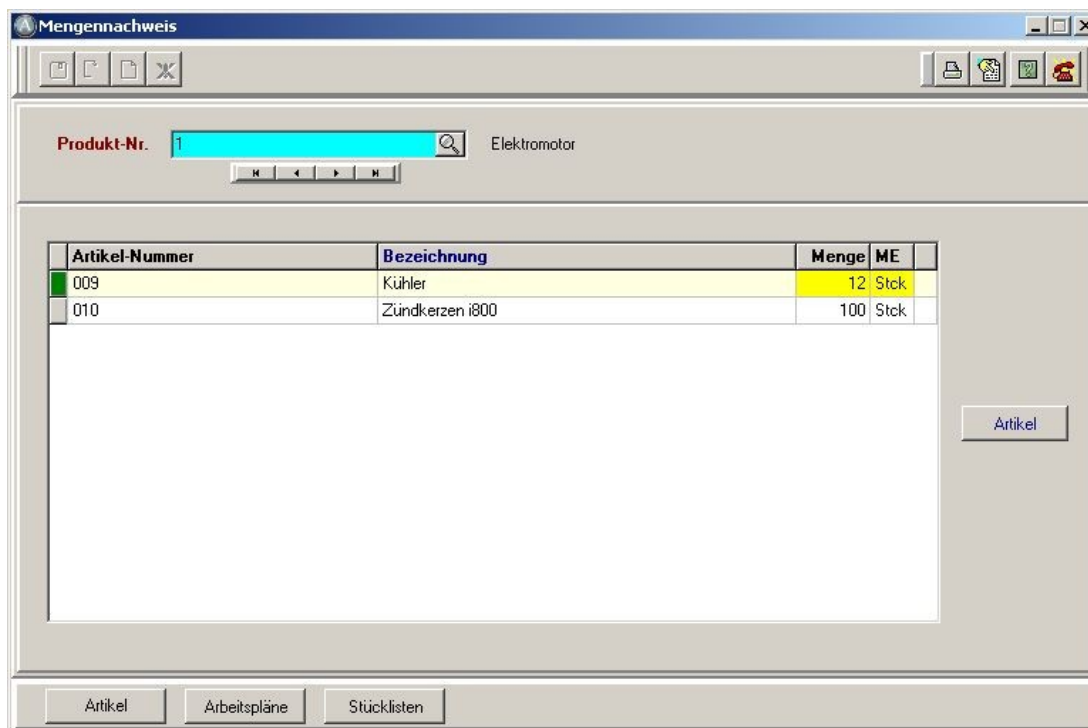 Mengennachweis
Produkt-Nr. 1 Elektromotor
Artikel-Nummer Bezeichnung Menge ME
009 Kühler 12 Stck
010 Zündkerzen i800 100 Stck
Artikel
Artikel Arbeitspläne Stücklisten